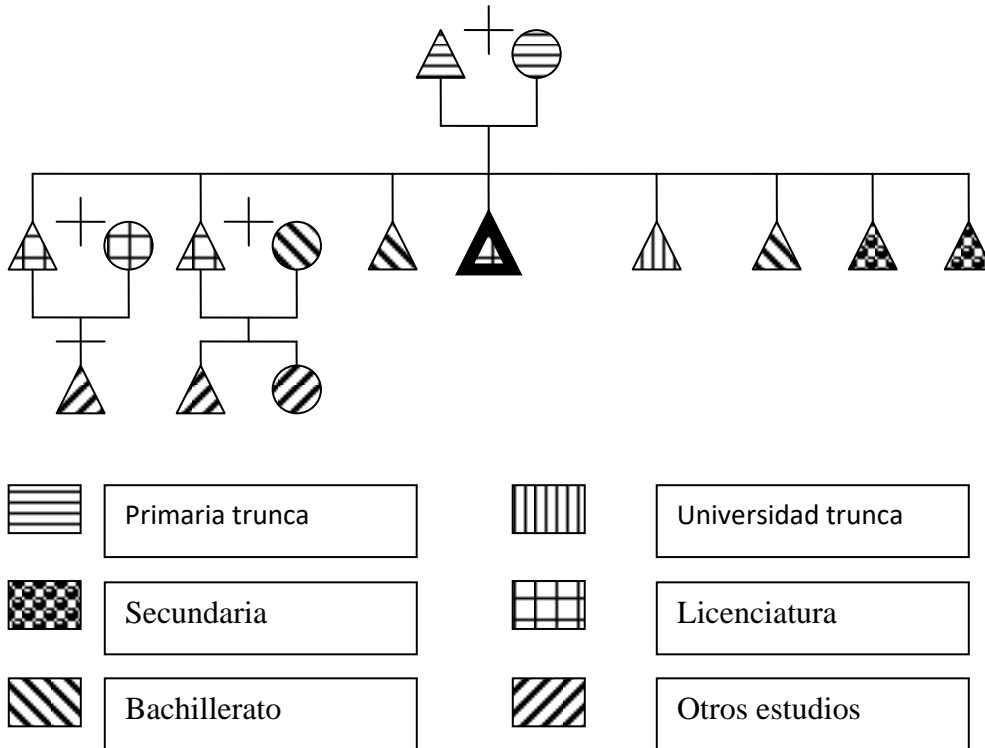 Primaria trunca
Universidad trunca
Secundaria
Licenciatura
Bachillerato
Otros estudios